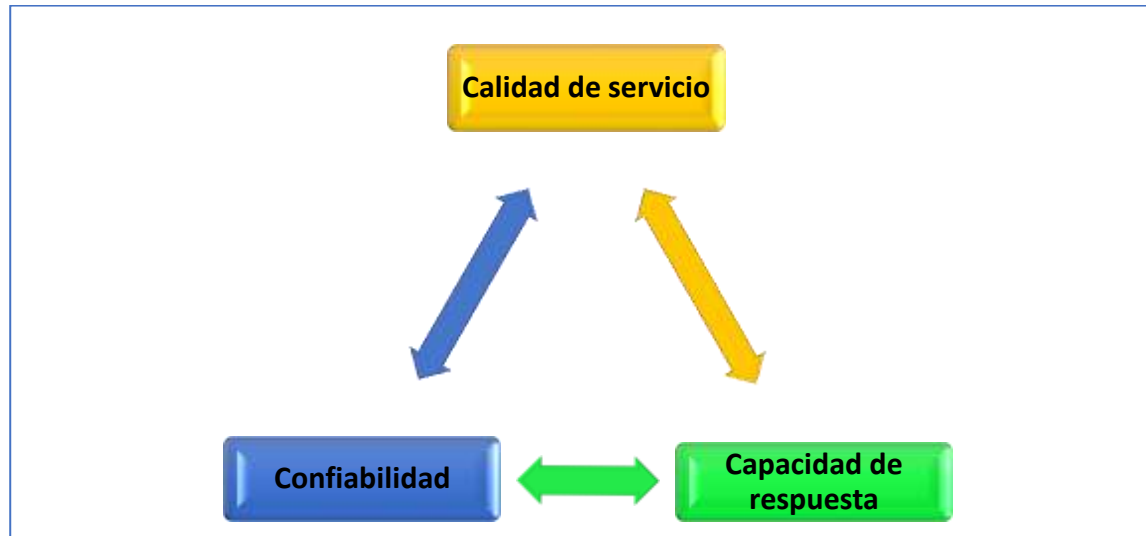 Calidad de servicio
Confiabilidad
Capacidad de
respuesta